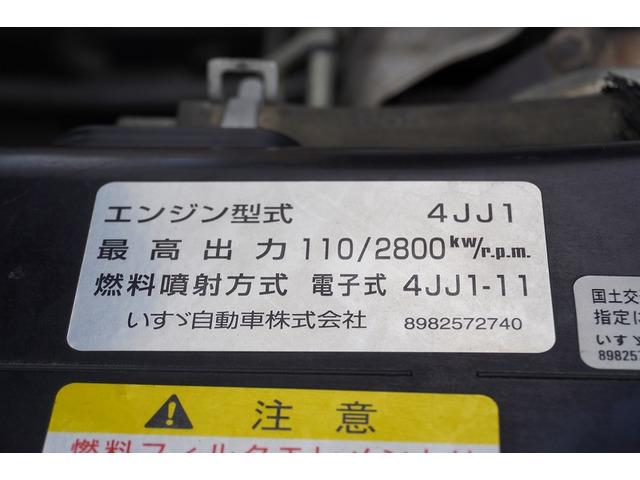 エンジン型式 4JJ1
最高出力 110/2800kw/r.p.m.
燃料噴射方式 電子式 4JJ1-11
いすゞ自動車株式会社 8982572740
国土交
指定に
いすゞ
89825
⚠ 注意